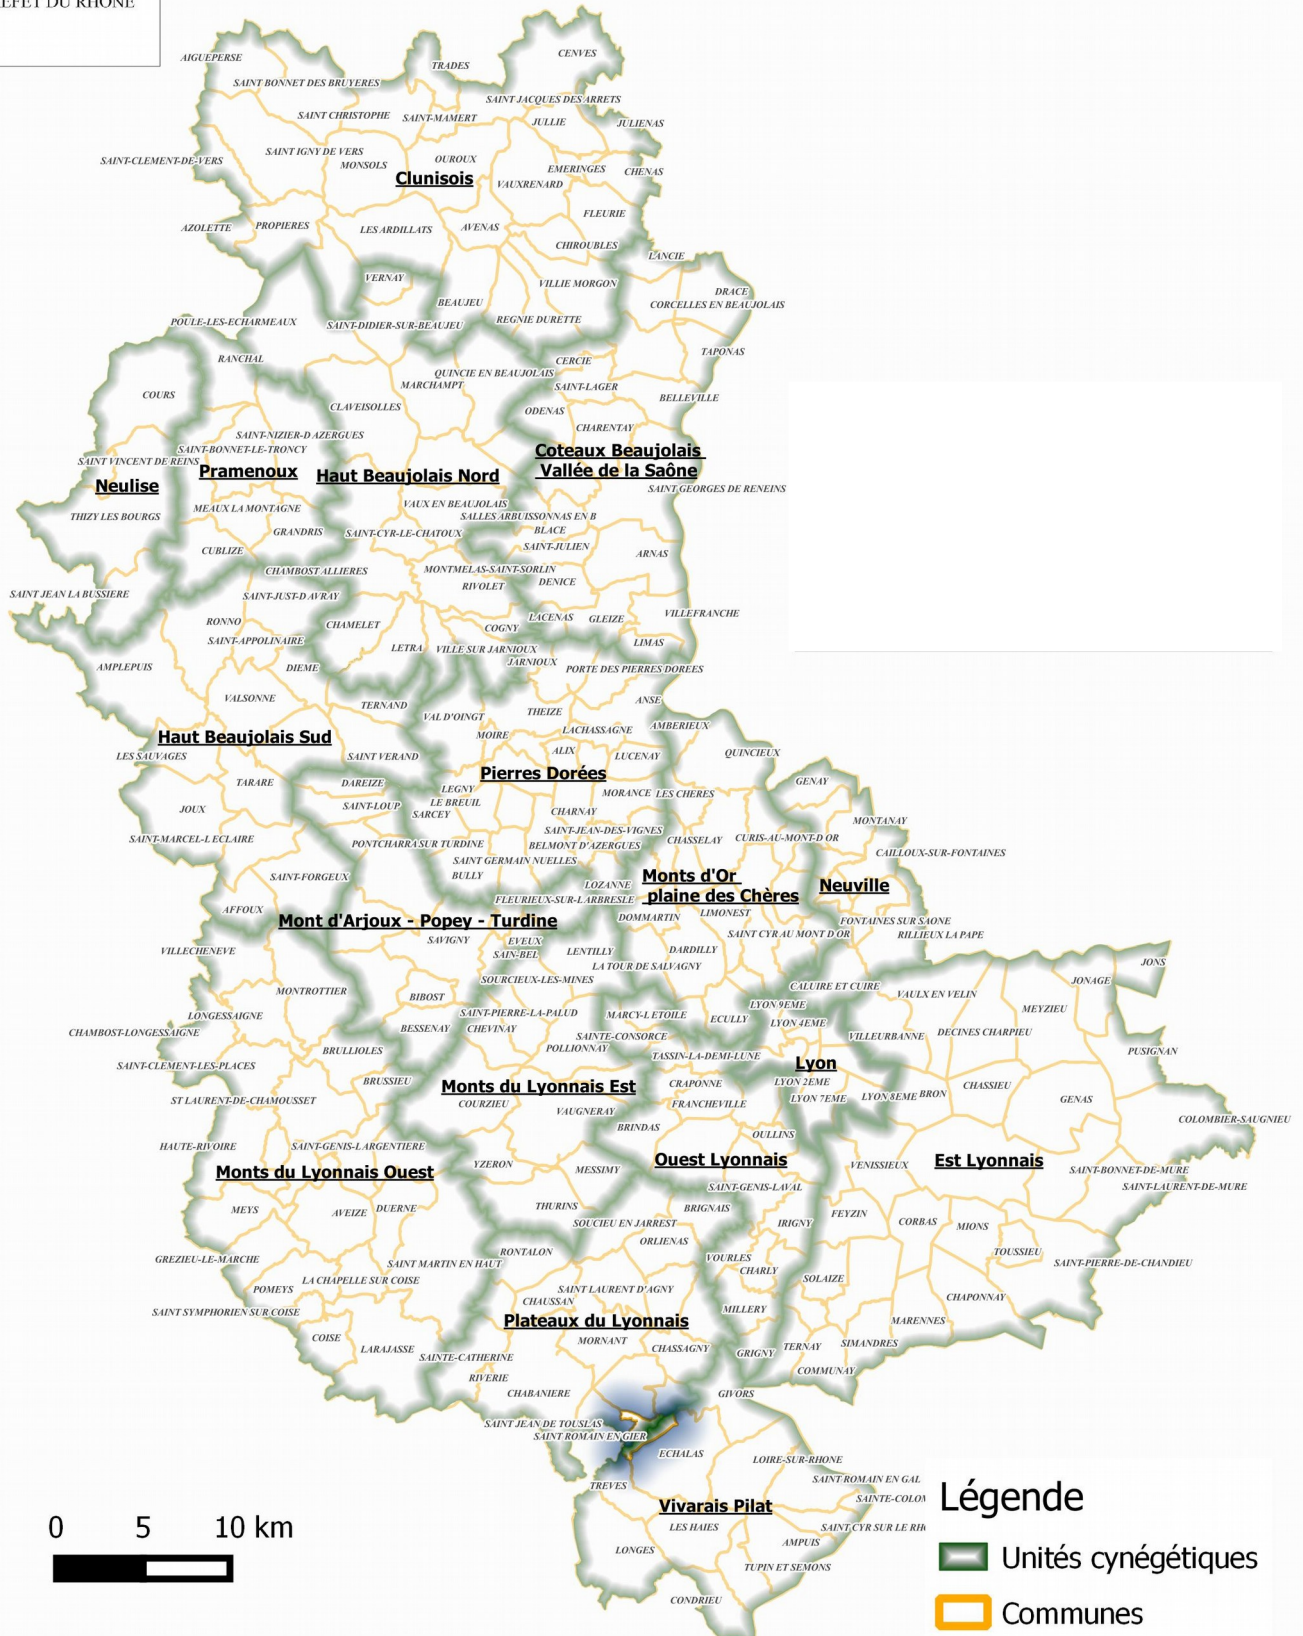 AIGUEPERSE
SAINT BONNET DES BRUYERES
TRADES
CENVES
SAINT JACQUES DES ARRETS
SAINT CHRISTOPHE
SAINT-MAMERT
JULLIE
JULIENAS
SAINT-CLEMENT-DE-VERS
SAINT IGNY DE VERS
MONSOLS
OUROUX
Clunisois
EMERINGES
CHENAS
VAUXRENARD
FLEURIE
AZOLETTE
PROPIERES
LES ARDILLATS
AVENAS
CHIROUBLES
LANCIE
VERNAY
BEAUJEU
VILLIE MORGON
DRACE
CORCELLES EN BEAUJOLAIS
POULE-LES-ECHARMEAUX
SAINT-DIDIER-SUR-BEAUJEU
REGNIE DURETTE
RANCHAL
TAPONAS
CERCIE
QUINCIE EN BEAUJOLAIS
MARCHAMPT
SAINT-LAGER
COURS
BELLEVILLE
CLAVEISOLLES
ODENAS
CHARENTAY
SAINT-NIZIER-D AZERGUES
SAINT-BONNET-LE-TRONCY
Coteaux Beaujolais
Vallée de la Saône
SAINT VINCENT DE REINS
Pramenoux
Haut Beaujolais Nord
Neulise
SAINT GEORGES DE RENEINS
THIZY LES BOURGS
MEAUX LA MONTAGNE
VAUX EN BEAUJOLAIS
SALLES ARBUISSONNAS EN B
GRANDRIS
SAINT-CYR-LE-CHATOUX
BLACE
SAINT-JULIEN
ARNAS
CUBLIZE
CHAMBOST ALLIERES
MONTMELAS-SAINT-SORLIN
DENICE
RIVOLET
SAINT JEAN LA BUSSIERE
SAINT-JUST-D AVRAY
RONNO
CHAMELET
LACENAS
GLEIZE
VILLEFRANCHE
COGNY
SAINT-APPOLINAIRE
LETRA
VILLE SUR JARNIOUX
LIMAS
AMPLEPUIS
DIEME
JARNIOUX
PORTE DES PIERRES DOREES
VALSONNE
TERNAND
ANSE
VAL D'OINGT
THEIZE
AMBERIEUX
Haut Beaujolais Sud
MOIRE
LACHASSAGNE
LES SAUVAGES
SAINT VERAND
ALIX
LUCENAY
QUINCIEUX
Pierres Dorées
TARARE
DAREIZE
LEGNY
MORANCE
LES CHERES
GENAY
JOUX
SAINT-LOUP
LE BREUIL
SARCEY
CHARNAY
MONTANAY
SAINT-MARCEL-L ECLAIRE
PONTCHARRA SUR TURDINE
SAINT-JEAN-DES-VIGNES
BELMONT D'AZERGUES
CHASSELAY
CURIS-AU-MONT-D OR
CAILLOUX-SUR-FONTAINES
SAINT GERMAIN NUELLES
SAINT-FORGEUX
BULLY
Monts d'Or
plaine des Chères
Neuville
LOZANNE
FLEURIEUX-SUR-L ARBRESLE
AFFOUX
Mont d'Arjoux - Popey - Turdine
DOMMARTIN
LIMONEST
FONTAINES SUR SAONE
SAINT CYR AU MONT D OR
RILLIEUX LA PAPE
VILLECHENEVE
SAVIGNY
EVEUX
SAIN-BEL
LENTILLY
DARDILLY
LA TOUR DE SALVAGNY
JONS
MONTROTTIER
SOURCIEUX-LES-MINES
CALUIRE ET CUIRE
VAULX EN VELIN
JONAGE
BIBOST
LONGESSAIGNE
SAINT-PIERRE-LA-PALUD
MARCY-L ETOILE
LYON 9EME
MEYZIEU
ECULLY
LYON 4EME
CHAMBOST-LONGESSAIGNE
BESSENAY
CHEVINAY
SAINTE-CONSORCE
VILLEURBANNE
DECINES CHARPIEU
POLLIONNAY
BRULLIOLES
TASSIN-LA-DEMI-LUNE
PUSIGNAN
SAINT-CLEMENT-LES-PLACES
Lyon
BRUSSIEU
Monts du Lyonnais Est
CRAPONNE
LYON 2EME
CHASSIEU
ST LAURENT-DE-CHAMOUSSET
COURZIEU
FRANCHEVILLE
LYON 7EME
LYON 8EME
BRON
GENAS
VAUGNERAY
BRINDAS
OULLINS
COLOMBIER-SAUGNIEU
HAUTE-RIVOIRE
SAINT-GENIS-L ARGENTIERE
Monts du Lyonnais Ouest
YZERON
MESSIMY
Ouest Lyonnais
VENISSIEUX
Est Lyonnais
SAINT-BONNET-DE-MURE
SAINT-LAURENT-DE-MURE
SAINT-GENIS-LAVAL
MEYS
AVEIZE
DUERNE
THURINS
BRIGNAIS
SOUCIEU EN JARREST
IRIGNY
FEYZIN
CORBAS
MIONS
ORLIENAS
GREZIEU-LE-MARCHE
SAINT MARTIN EN HAUT
RONTALON
VOURLES
CHARLY
TOUSSIEU
SAINT-PIERRE-DE-CHANDIEU
LA CHAPELLE SUR COISE
POMEYS
SAINT LAURENT D'AGNY
SOLAIZE
CHAPONNAY
CHAUSSAN
SAINT SYMPHORIEN SUR COISE
Plateaux du Lyonnais
MILLERY
MARENNES
COISE
LARAJASSE
MORNANT
CHASSAGNY
GRIGNY
TERNAY
SIMANDRES
SAINTE-CATHERINE
COMMUNAY
RIVERIE
CHABANIERE
GIVORS
SAINT JEAN DE TOUSLAS
SAINT ROMAIN EN GIER
ECHALAS
LOIRE-SUR-RHONE
TREVES
SAINT ROMAIN EN GAL
Vivarais Pilat
LES HAIES
LONGES
AMPUIS
TUPIN ET SEMONS
CONDRIEU
0 5 10 km
Légende
Unités cynégétiques
Communes